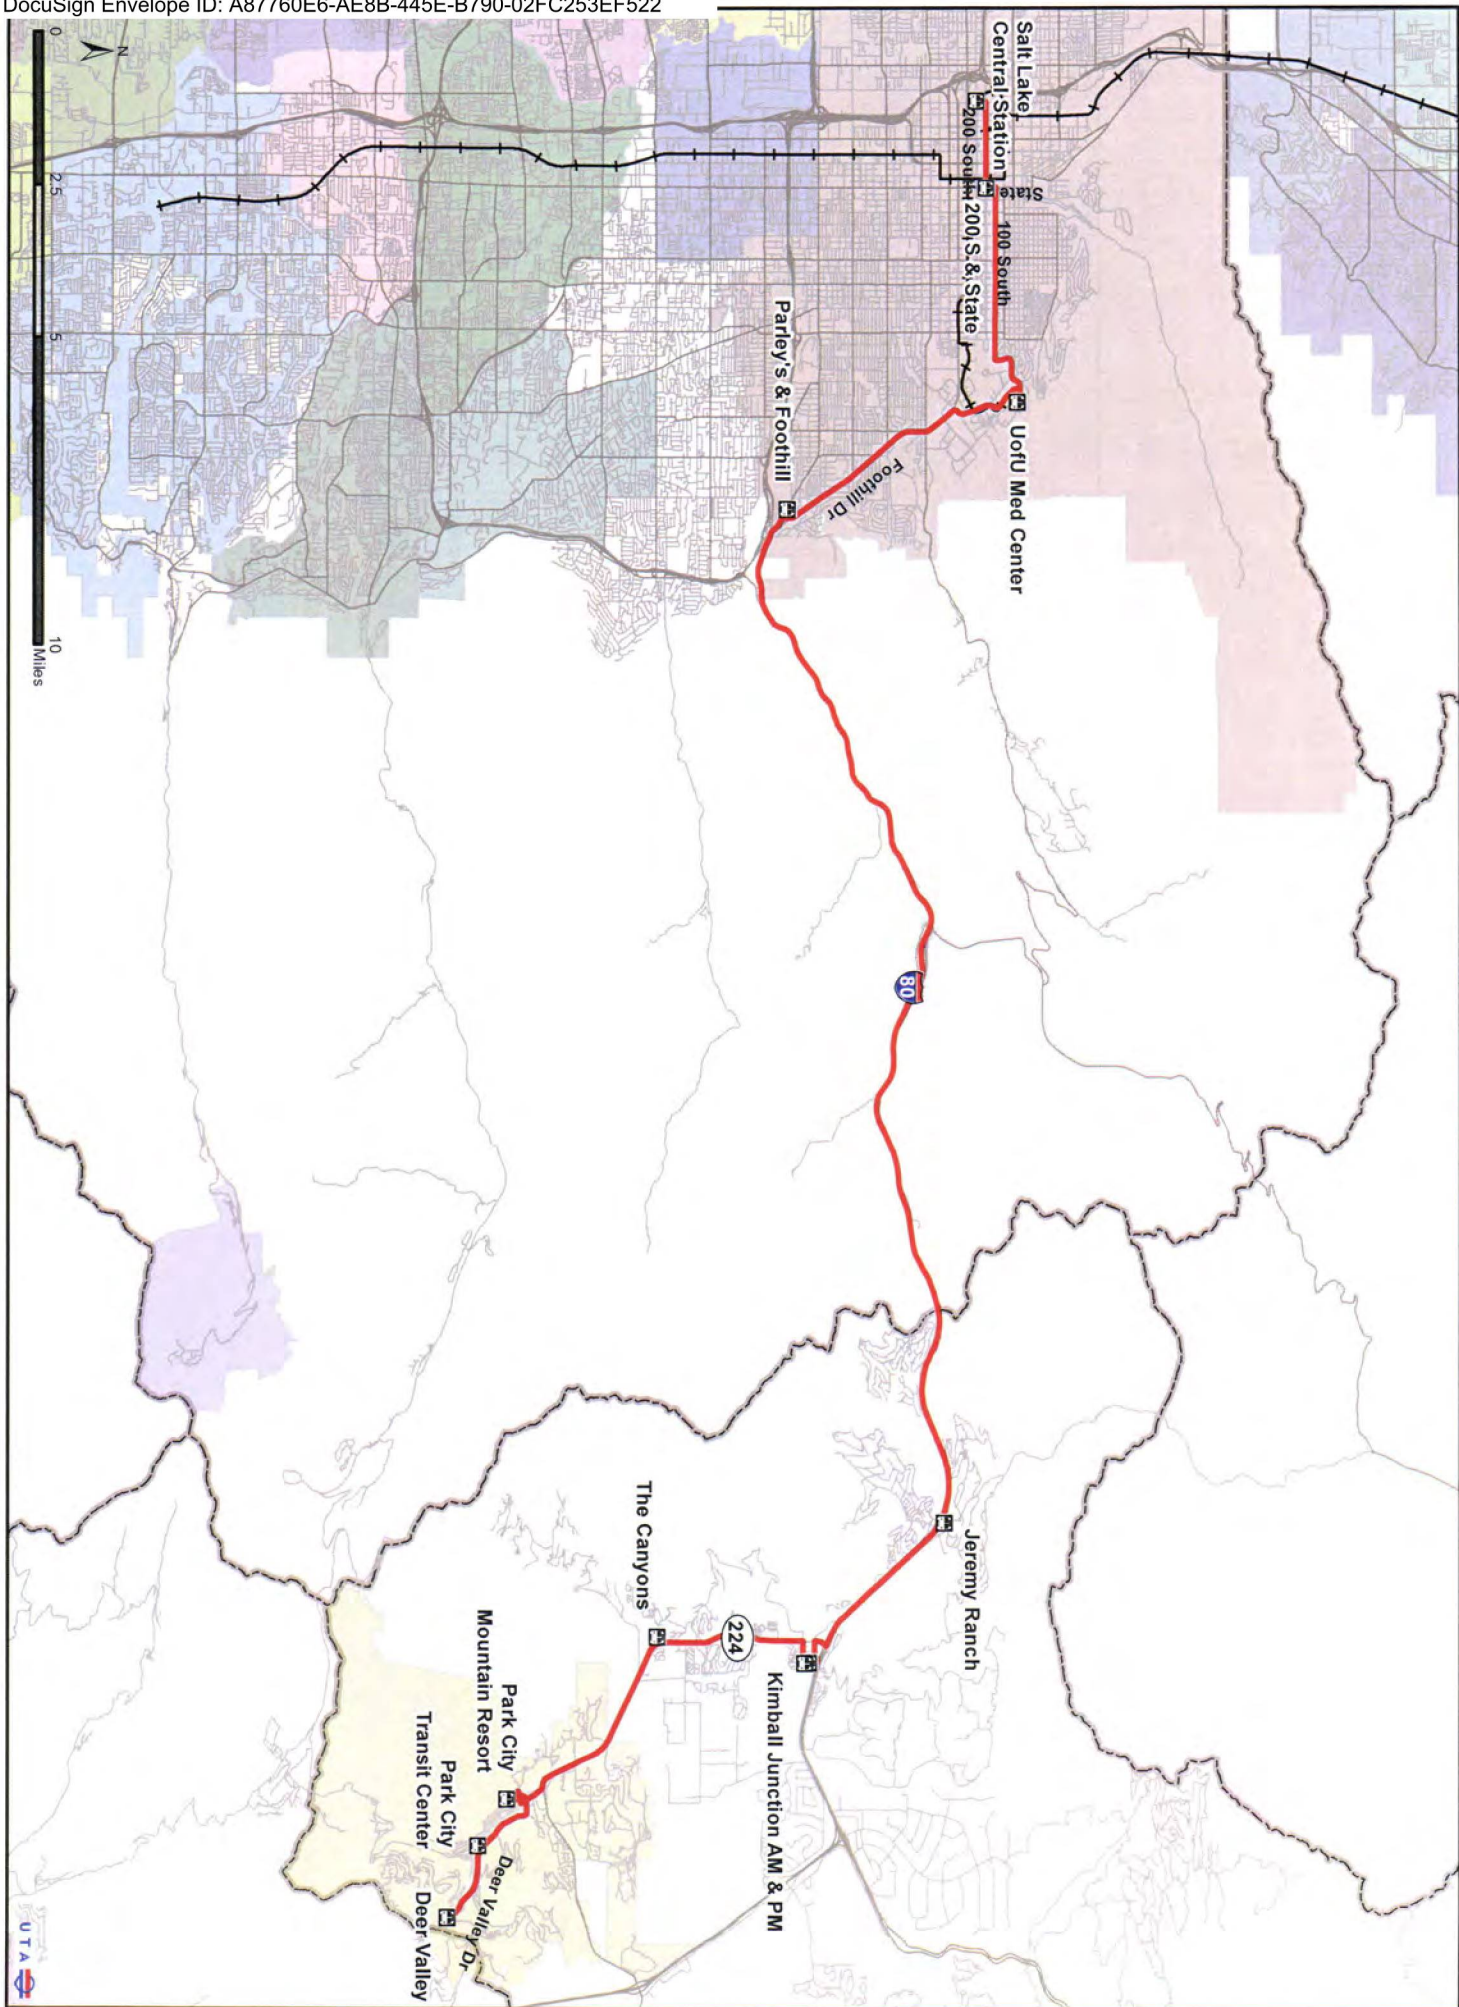 DocuSign Envelope ID: A87760E6-AE8B-445E-B790-02FC253EF522
Salt Lake
Central Station
200 South
State
200 S. & State
100 South
UofU Med Center
Foothill Dr
Parley's & Foothill
80
Jeremy Ranch
Kimball Junction AM & PM
224
The Canyons
Park City
Mountain Resort
Park City
Transit Center
Deer Valley Dr
Deer Valley
N
0
2.5
5
10
Miles
UTA